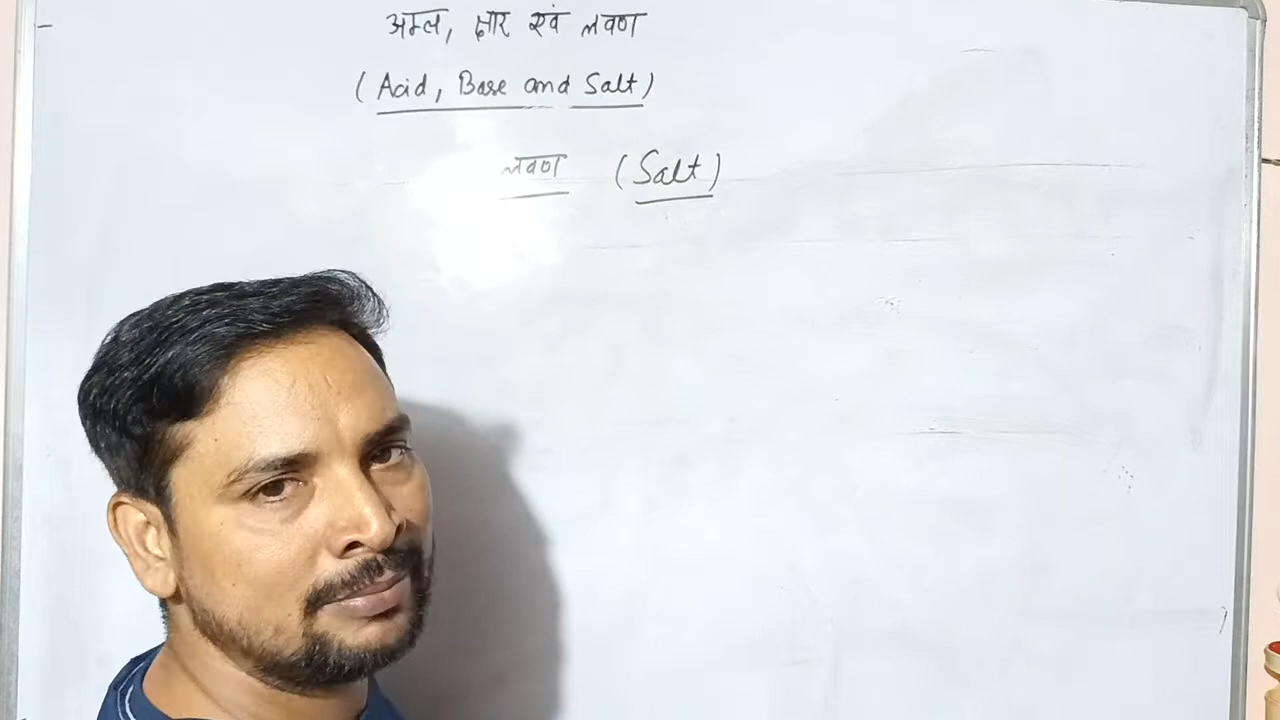 अम्ल, क्षार एवं लवण
(Acid, Base and Salt)
लवण (Salt)